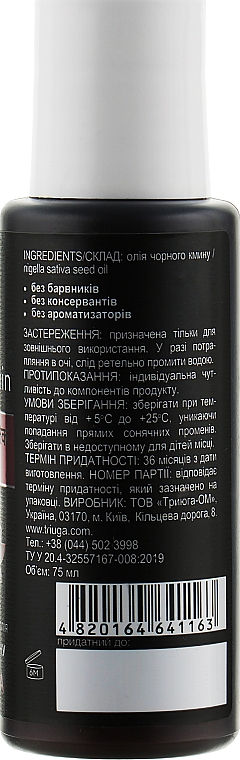 INGREDIENTS/СКЛАД: олія чорного кмину /
nigella sativa seed oil
• без барвників
• без консервантів
• без ароматизаторів
ЗАСТЕРЕЖЕННЯ: призначена тільки для
зовнішнього використання. У разі потра-
пляння в очі, слід ретельно промити водою.
ПРОТИПОКАЗАННЯ: індивідуальна чут-
ливість до компонентів продукту.
УМОВИ ЗБЕРІГАННЯ: зберігати при тем-
пературі від +5°С до +25°С, уникаючи
попадання прямих сонячних променів.
Зберігати в недоступному для дітей місці.
ТЕРМІН ПРИДАТНОСТІ: 36 місяців з дати
виготовлення. НОМЕР ПАРТІЇ: відповідає
терміну придатності, який зазначено на
упаковці. ВИРОБНИК: ТОВ «Триюга-ОМ»,
Україна, 03170, м. Київ, Кільцева дорога, 8.
www.triuga.com
Тел.: +38 (044) 502 3998
ТУ У 20.4-32557167-008:2019
Об'єм: 75 мл
4 820164 641163
придатний до:
6M